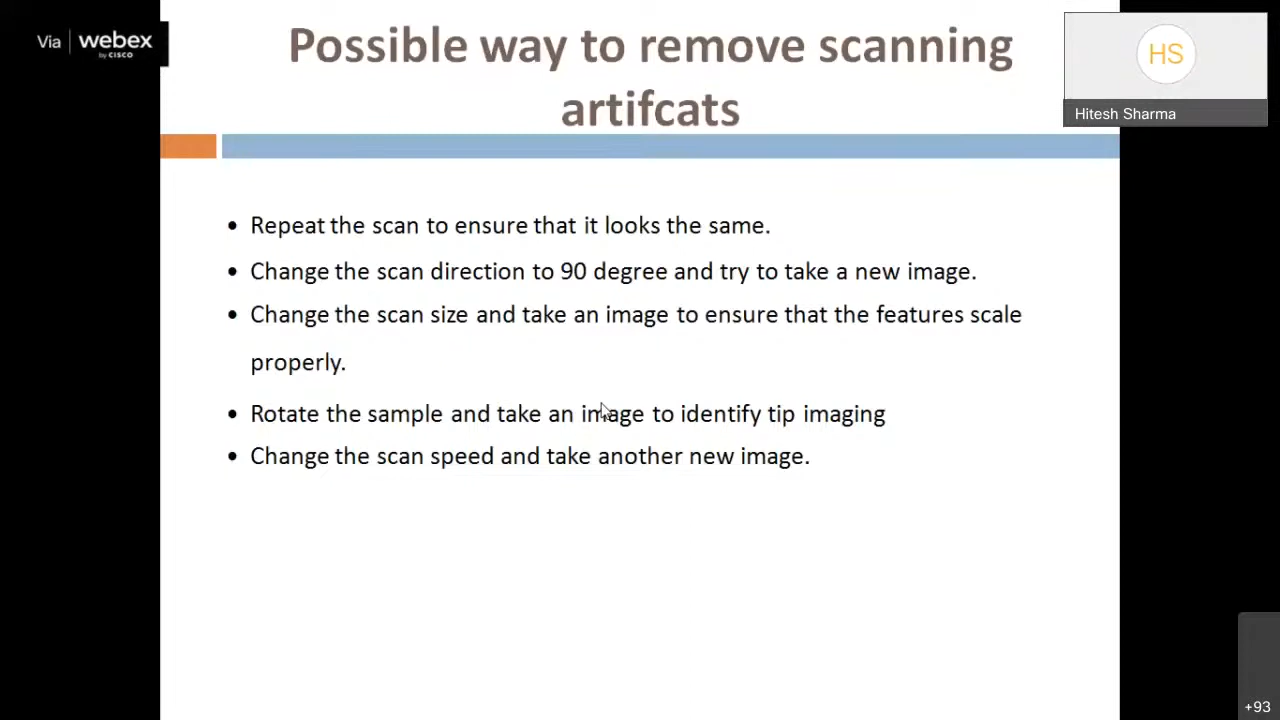 Via webex
by CISCO
Possible way to remove scanning
artifcats
HS
Hitesh Sharma
• Repeat the scan to ensure that it looks the same.
• Change the scan direction to 90 degree and try to take a new image.
• Change the scan size and take an image to ensure that the features scale
properly.
• Rotate the sample and take an image to identify tip imaging
• Change the scan speed and take another new image.
+93